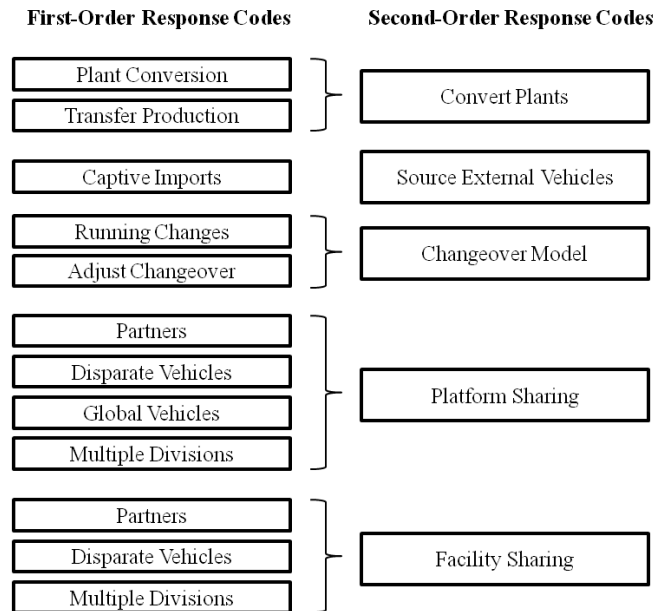 First-Order Response Codes
Second-Order Response Codes
Plant Conversion
Transfer Production
Convert Plants
Captive Imports
Source External Vehicles
Running Changes
Adjust Changeover
Changeover Model
Partners
Disparate Vehicles
Global Vehicles
Multiple Divisions
Platform Sharing
Partners
Disparate Vehicles
Multiple Divisions
Facility Sharing